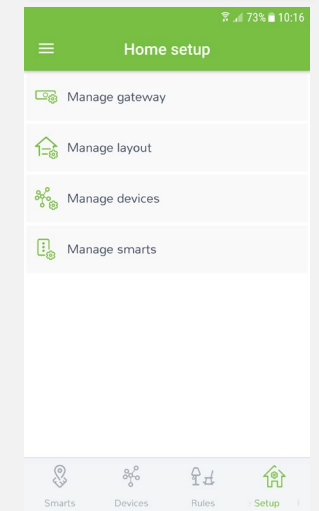 73% 10:16
Home setup
Manage gateway
Manage layout
Manage devices
Manage smarts
Smarts Devices Rules Setup